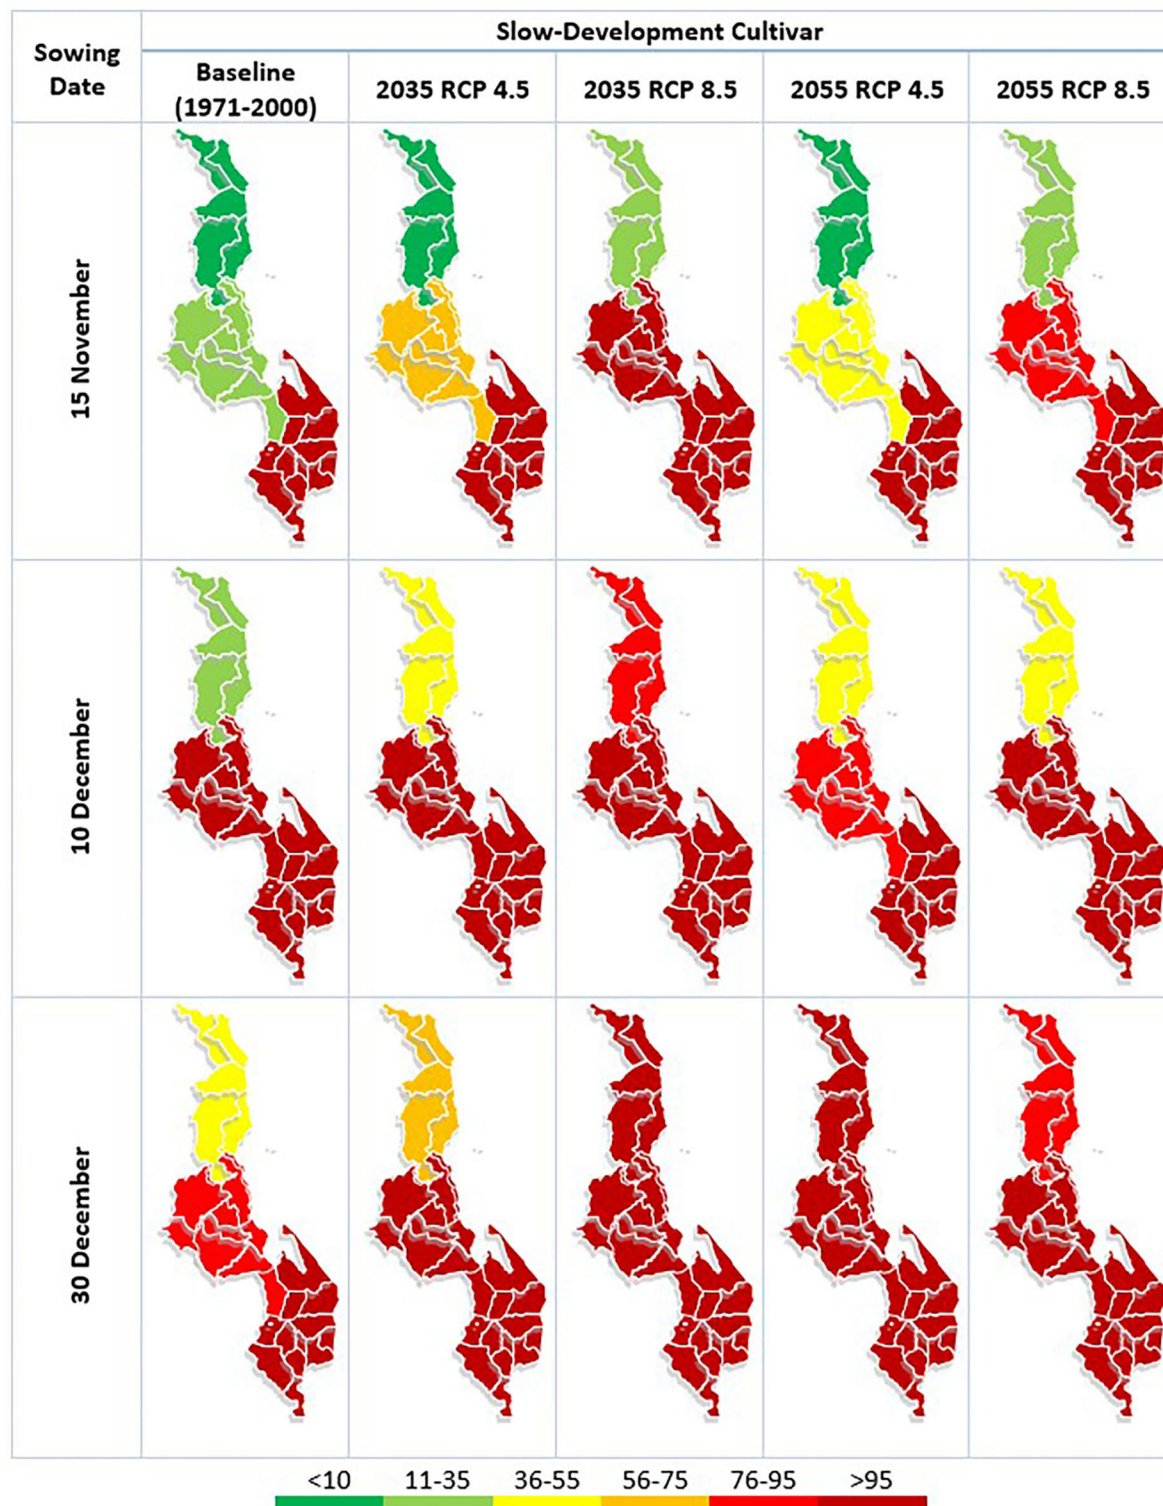 Slow-Development Cultivar
Sowing
Date
Baseline
(1971-2000)
2035 RCP 4.5
2035 RCP 8.5
2055 RCP 4.5
2055 RCP 8.5
15 November
10 December
30 December
<10 11-35 36-55 56-75 76-95 >95